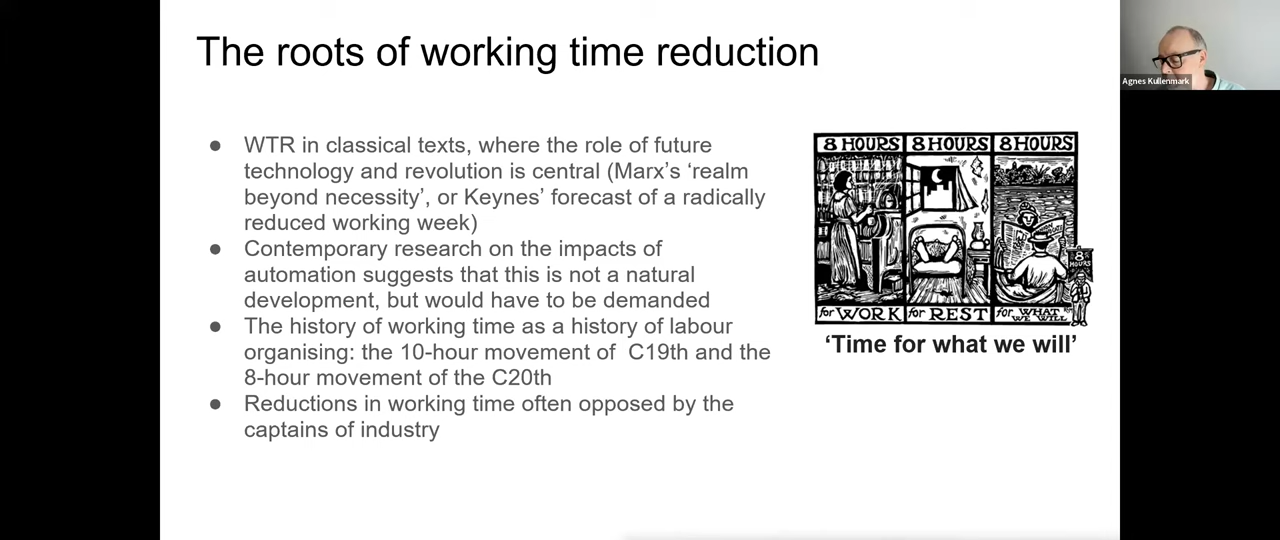 The roots of working time reduction
Agnes Kullenmark
● WTR in classical texts, where the role of future
technology and revolution is central (Marx's 'realm
beyond necessity', or Keynes' forecast of a radically
reduced working week)
● Contemporary research on the impacts of
automation suggests that this is not a natural
development, but would have to be demanded
● The history of working time as a history of labour
organising: the 10-hour movement of  C19th and the
8-hour movement of the C20th
● Reductions in working time often opposed by the
captains of industry
8 HOURS 8 HOURS 8 HOURS
8
HOURS
for WORK for REST for WHAT
WE WILL
'Time for what we will'